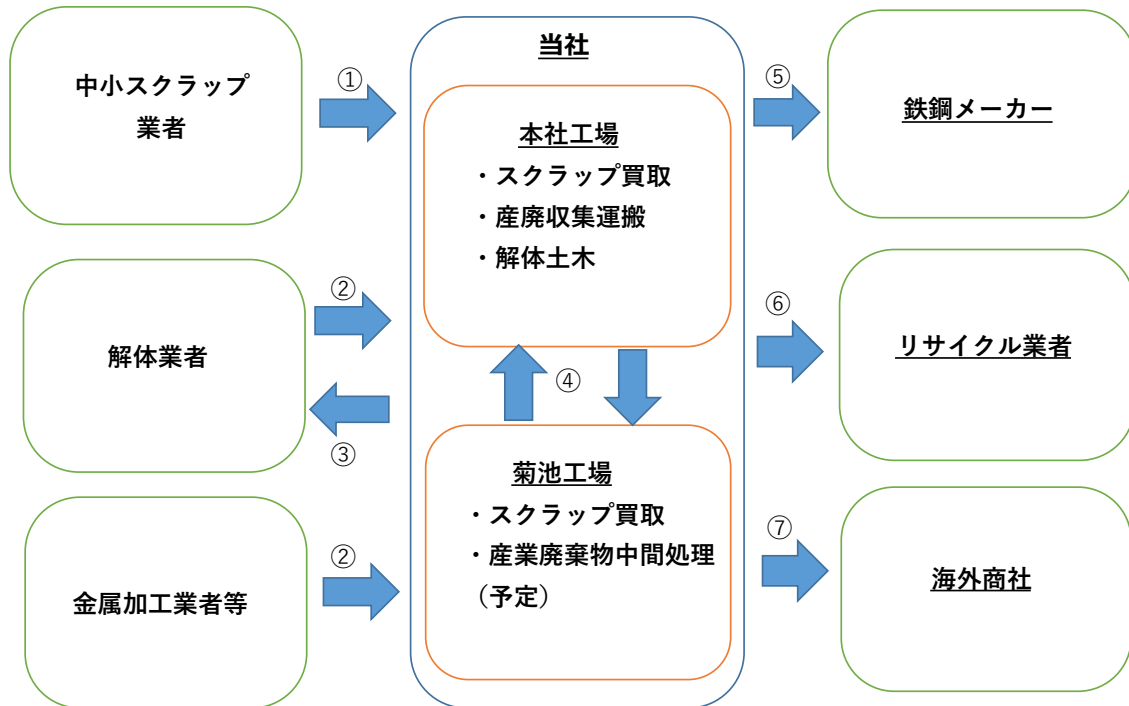 中小スクラップ
業者
①
当社
本社工場
・スクラップ買取
・産廃収集運搬
・解体土木
⑤
鉄鋼メーカー
解体業者
②
③
④
⑥
リサイクル業者
菊池工場
・スクラップ買取
・産業廃棄物中間処理
（予定）
金属加工業者等
②
⑦
海外商社